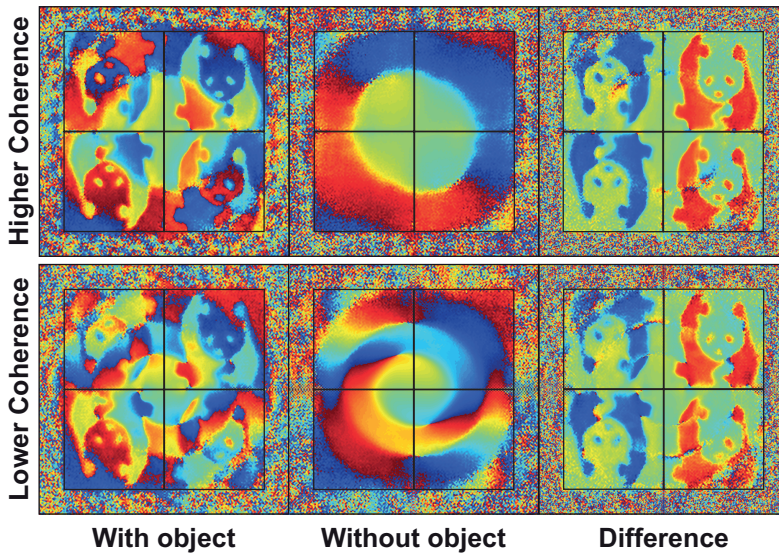 Higher Coherence
Lower Coherence
With object
Without object
Difference